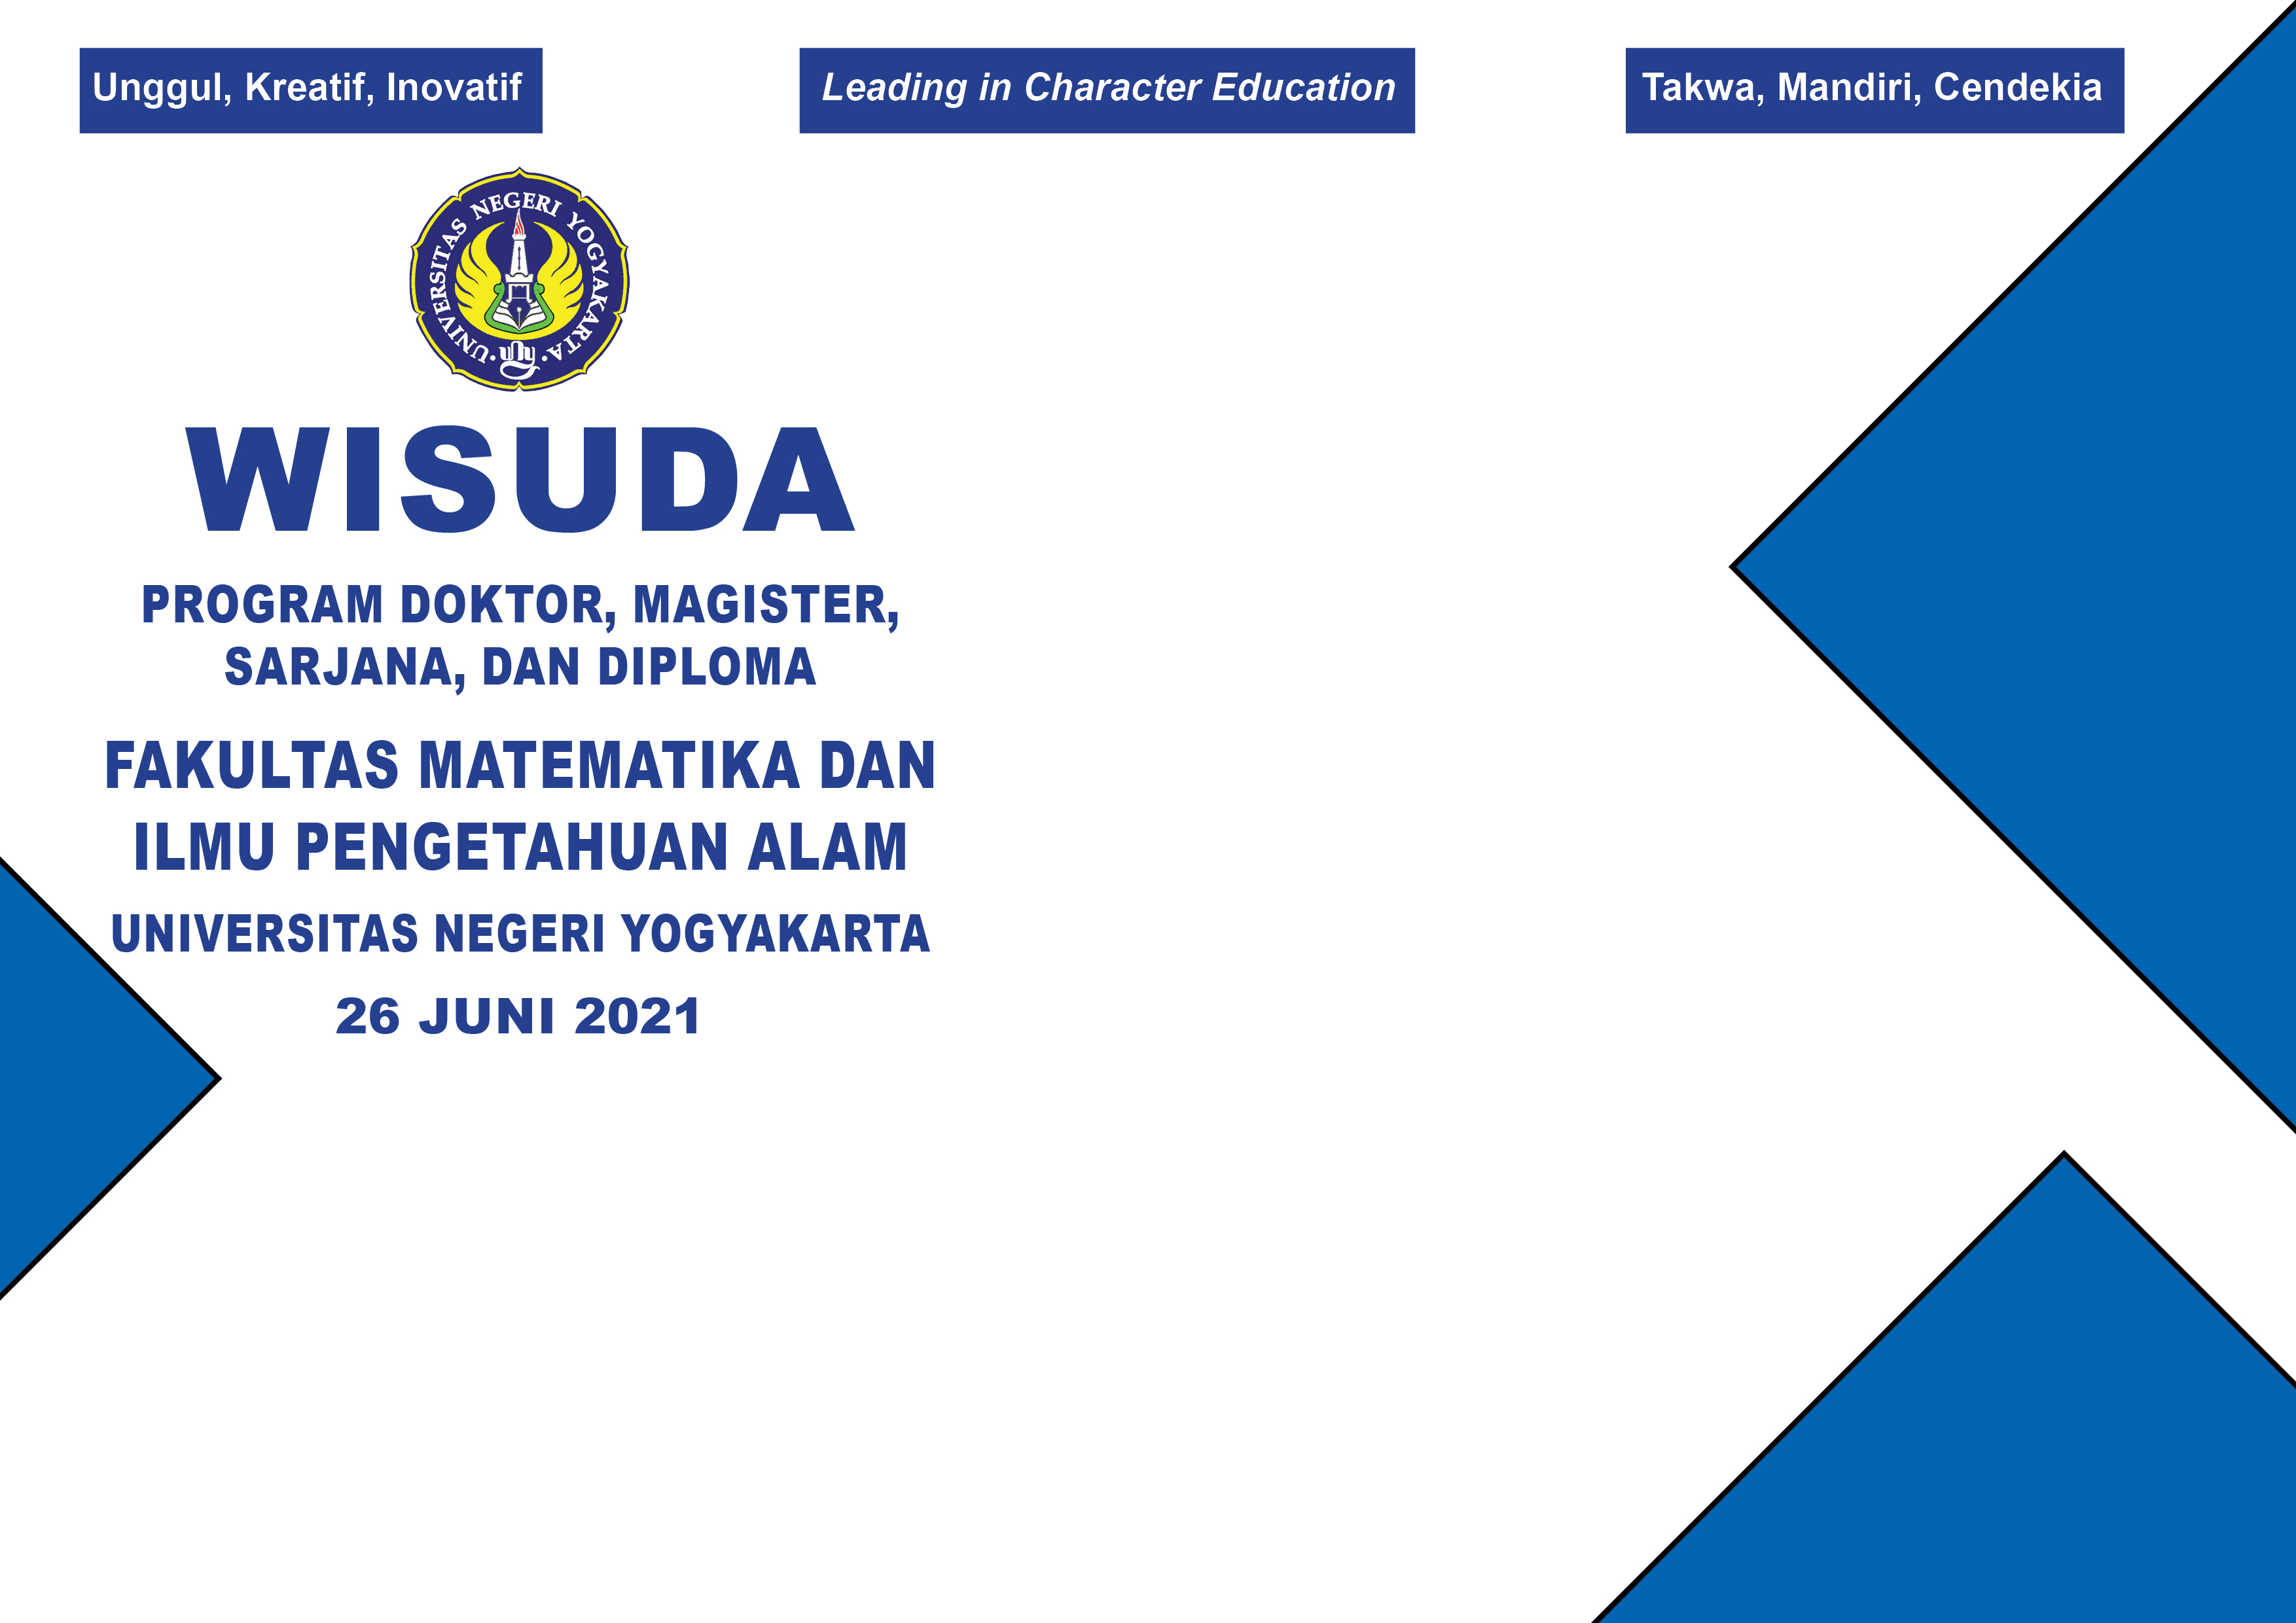 Unggul, Kreatif, Inovatif
Leading in Character Education
Takwa, Mandiri, Cendekia
UNIVERSITAS NEGERI YOGYAKARTA
uny
WISUDA
PROGRAM DOKTOR, MAGISTER,
SARJANA, DAN DIPLOMA
FAKULTAS MATEMATIKA DAN
ILMU PENGETAHUAN ALAM
UNIVERSITAS NEGERI YOGYAKARTA
26 JUNI 2021